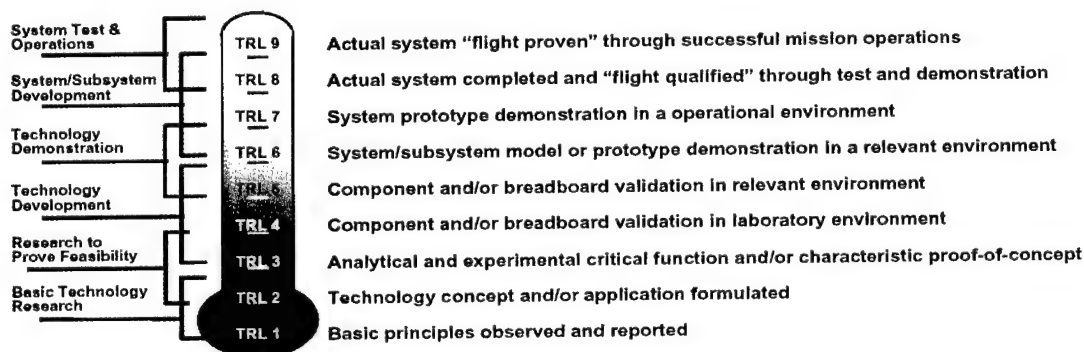 System Test &
Operations
System/Subsystem
Development
Technology
Demonstration
Technology
Development
Research to
Prove Feasibility
Basic Technology
Research
TRL 9
Actual system “flight proven” through successful mission operations
TRL 8
Actual system completed and “flight qualified” through test and demonstration
TRL 7
System prototype demonstration in a operational environment
TRL 6
System/subsystem model or prototype demonstration in a relevant environment
TRL 5
Component and/or breadboard validation in relevant environment
TRL 4
Component and/or breadboard validation in laboratory environment
TRL 3
Analytical and experimental critical function and/or characteristic proof-of-concept
TRL 2
Technology concept and/or application formulated
TRL 1
Basic principles observed and reported